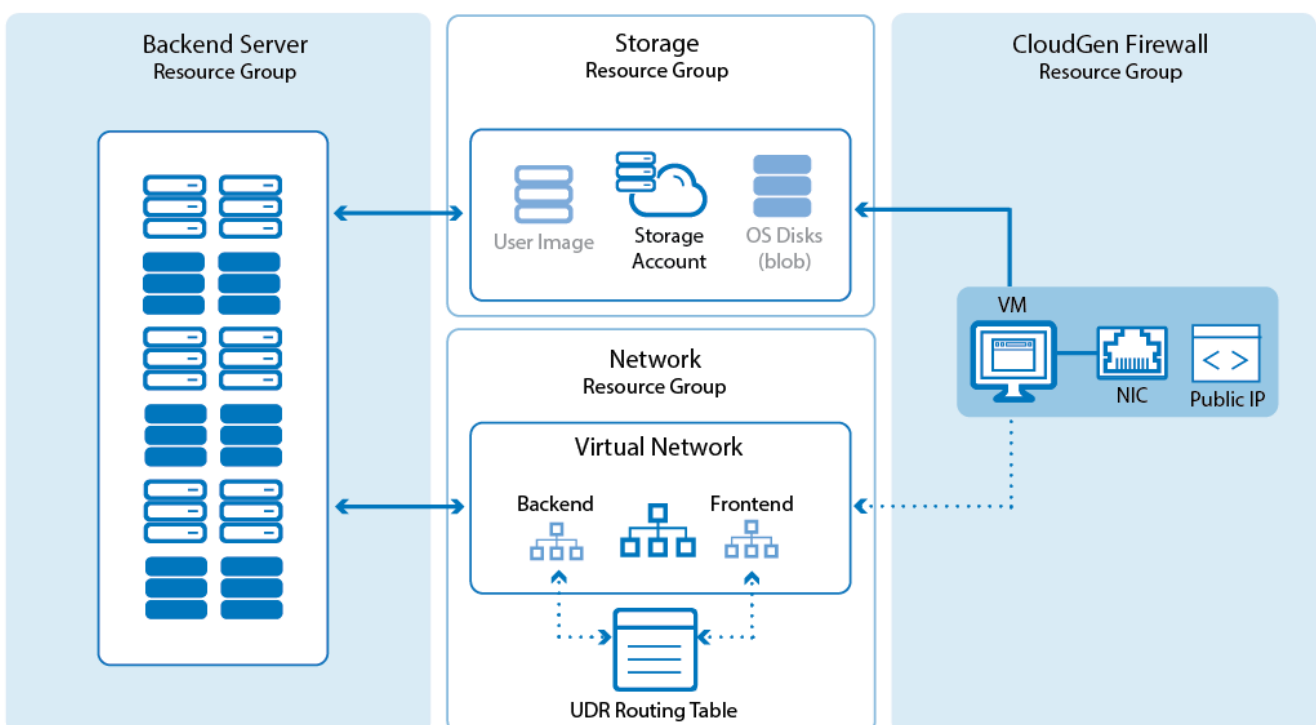 Backend Server
Resource Group
Storage
Resource Group
User Image
Storage
Account
OS Disks
(blob)
Network
Resource Group
Virtual Network
Backend
Frontend
UDR Routing Table
CloudGen Firewall
Resource Group
VM
< >
NIC
Public IP